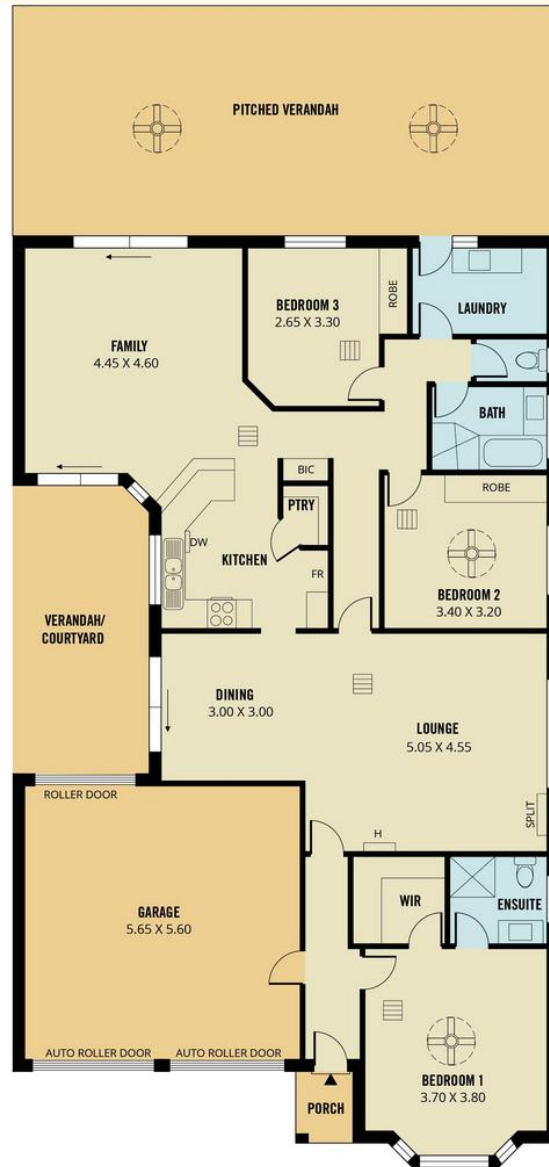 PITCHED VERANDAH
BEDROOM 3
2.65 X 3.30
ROBE
LAUNDRY
FAMILY
4.45 X 4.60
BATH
BIC
PTRY
ROBE
DW
KITCHEN
FR
BEDROOM 2
3.40 X 3.20
VERANDAH/
COURTYARD
DINING
3.00 X 3.00
LOUNGE
5.05 X 4.55
SPLIT
ROLLER DOOR
H
GARAGE
5.65 X 5.60
WIR
ENSUITE
AUTO ROLLER DOOR
AUTO ROLLER DOOR
PORCH
BEDROOM 1
3.70 X 3.80